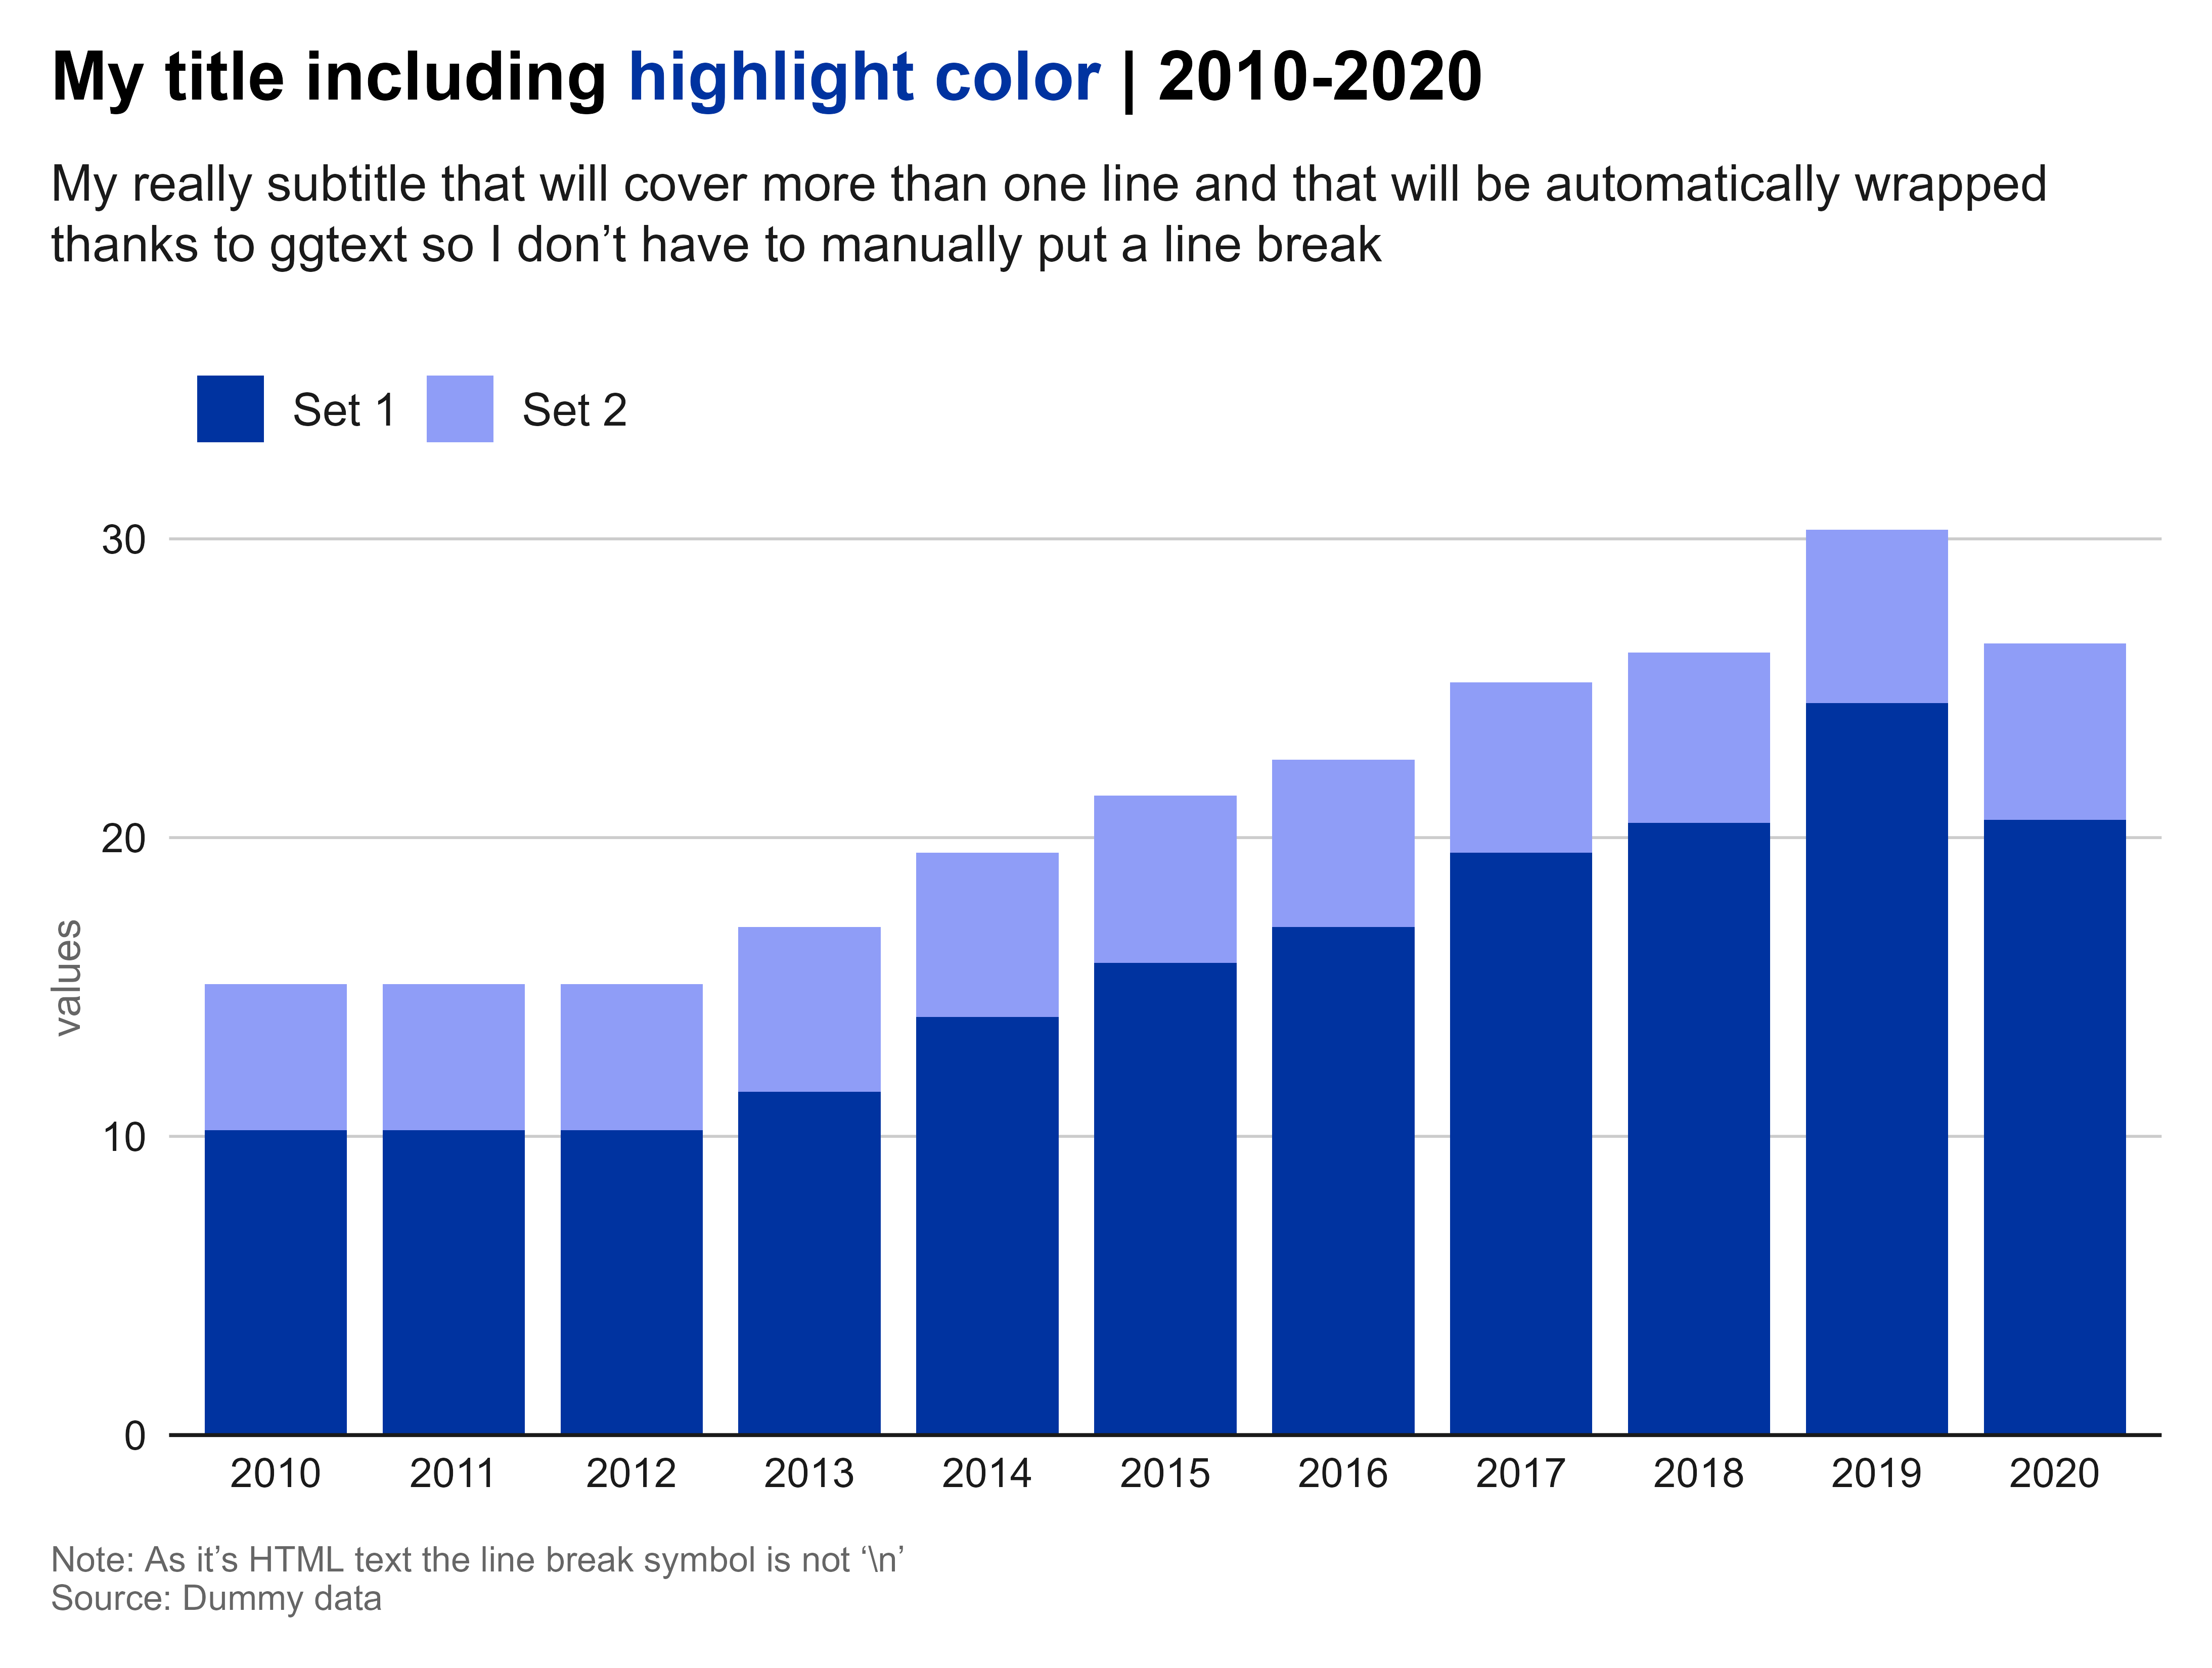 My title including highlight color | 2010-2020
My really subtitle that will cover more than one line and that will be automatically wrapped
thanks to ggtext so I don’t have to manually put a line break
Set 1 Set 2
30
20
values
10
0
2010 2011 2012 2013 2014 2015 2016 2017 2018 2019 2020
Note: As it’s HTML text the line break symbol is not ‘\n’
Source: Dummy data